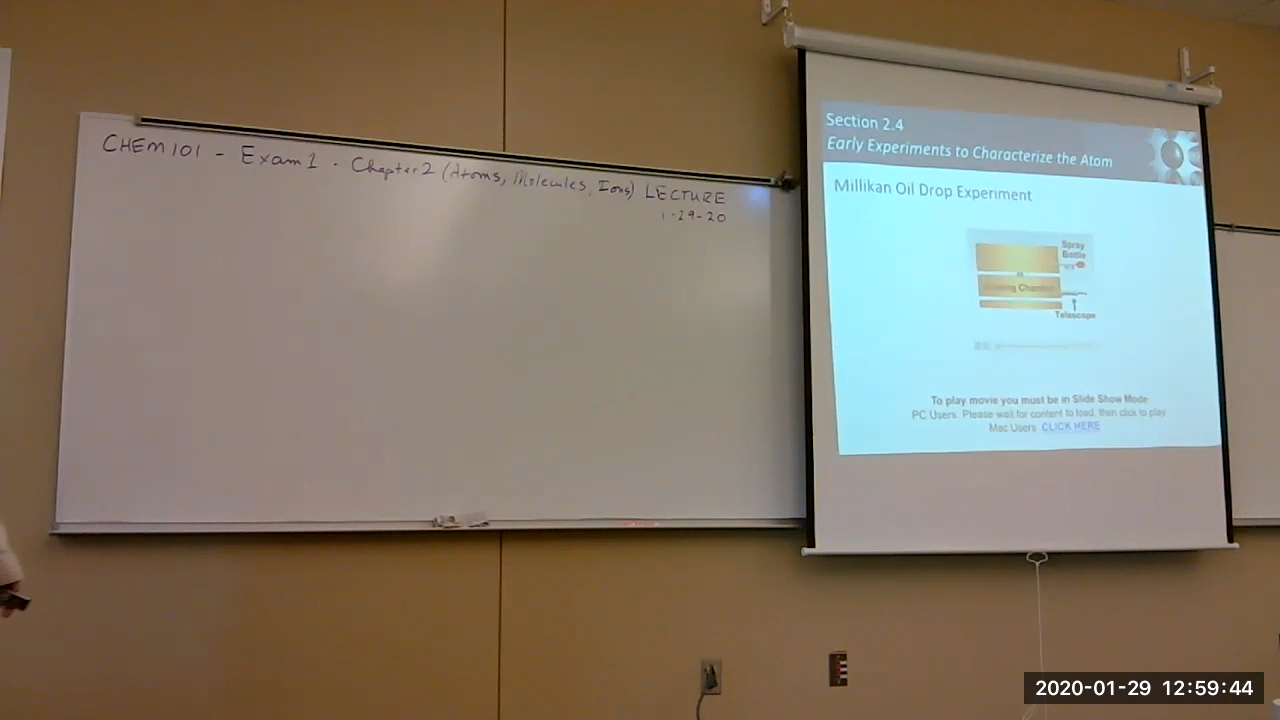 CHEM 101 - Exam 1 - Chapter 2 (Atoms, Molecules, Ions) LECTURE
1-29-20
Section 2.4
Early Experiments to Characterize the Atom
Millikan Oil Drop Experiment
Spray
Bottle
Viewing Chamber
Telescope
To play movie you must be in Slide Show Mode
PC Users: Please wait for content to load, then click to play
Mac Users: CLICK HERE
2020-01-29 12:59:44